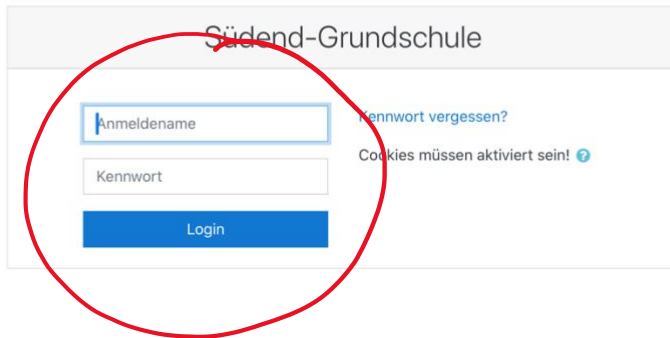 Südend-Grundschule
Anmeldename
Kennwort vergessen?
Cookies müssen aktiviert sein!
Kennwort
Login